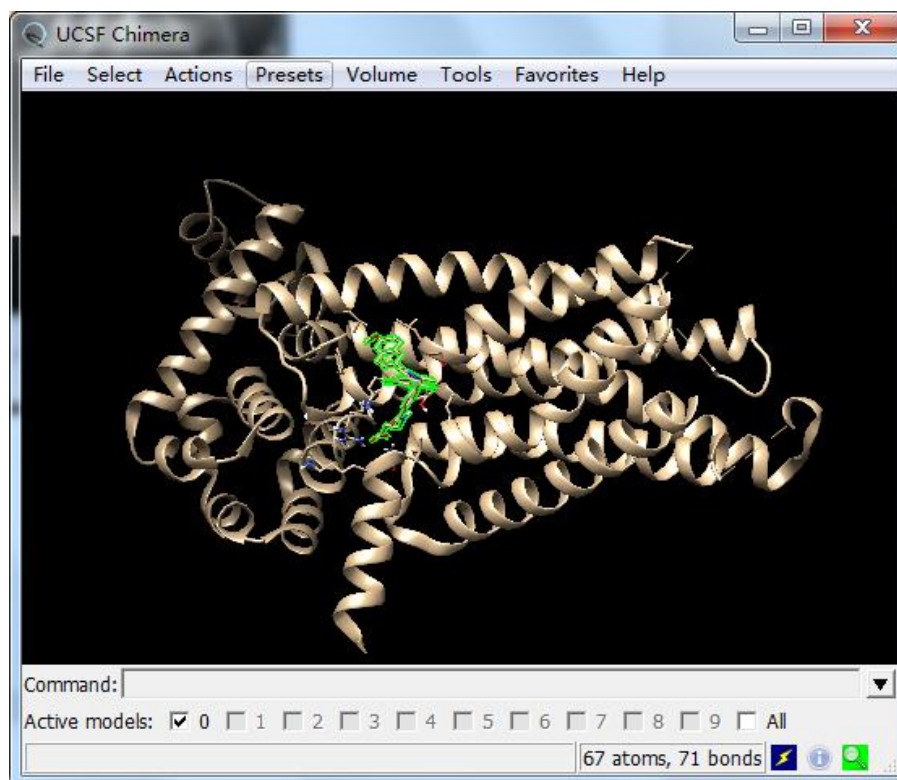 UCSF Chimera
File Select Actions Presets Volume Tools Favorites Help
Command:
Active models: 0 1 2 3 4 5 6 7 8 9 All
67 atoms, 71 bonds